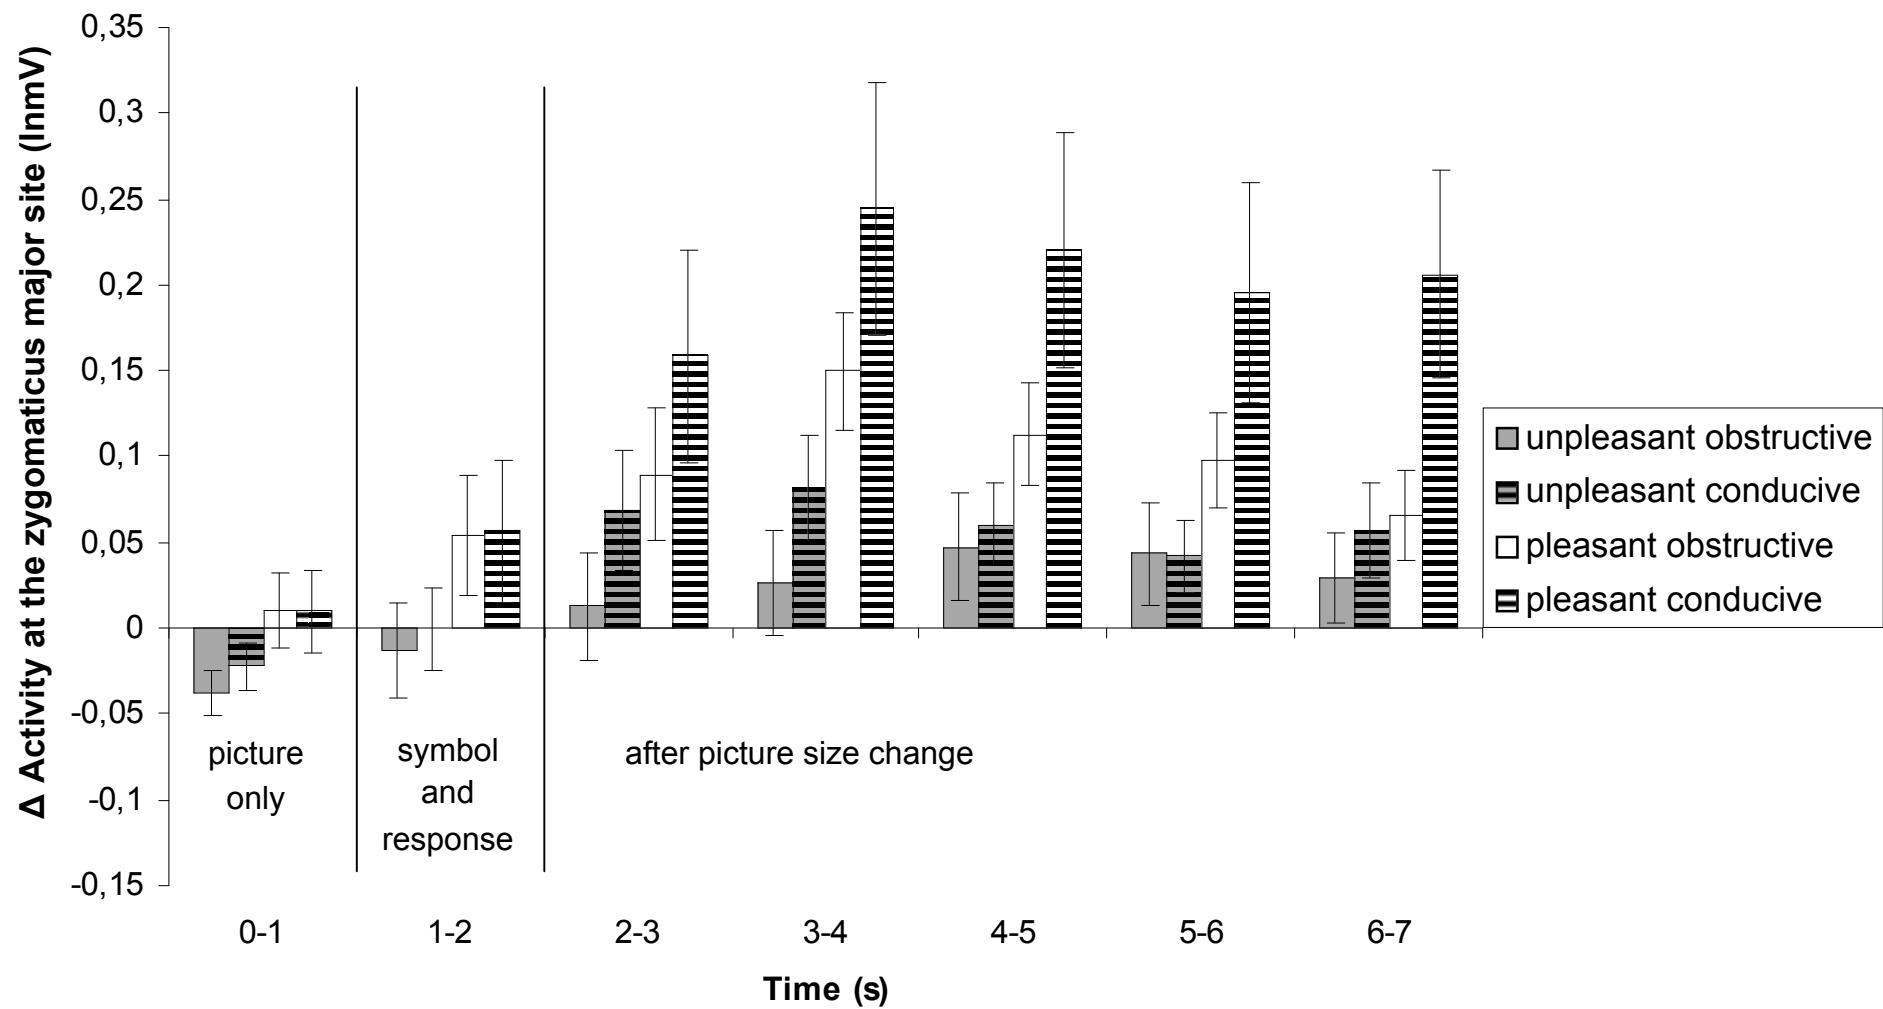 Δ Activity at the zygomaticus major site (lnmV)
0,35
0,3
0,25
0,2
0,15
0,1
0,05
0
-0,05
-0,1
-0,15
picture
only
symbol
and
response
after picture size change
unpleasant obstructive
unpleasant conducive
pleasant obstructive
pleasant conducive
0-1 1-2 2-3 3-4 4-5 5-6 6-7
Time (s)